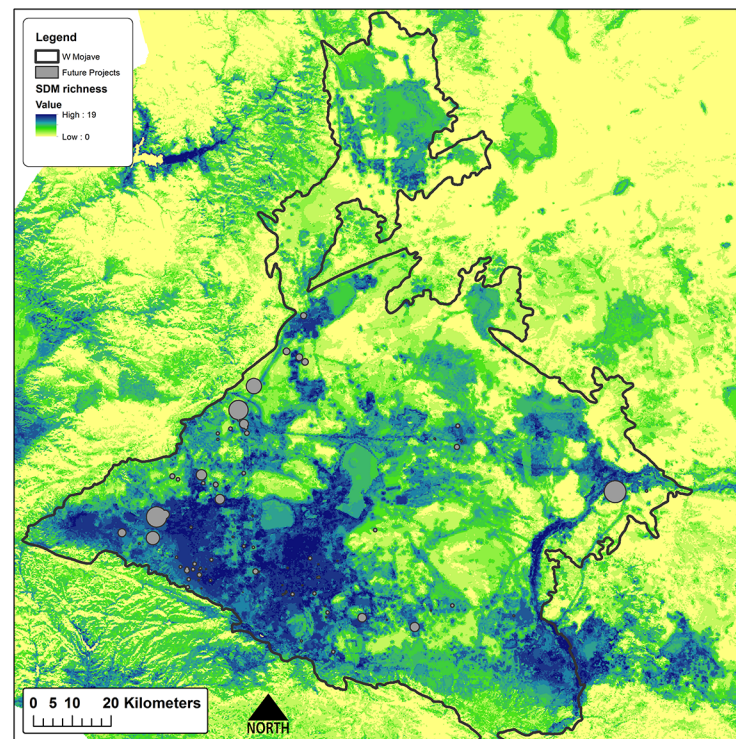 Legend
W Mojave
Future Projects
SDM richness
Value
High : 19
Low : 0
0 5 10 20 Kilometers
NORTH